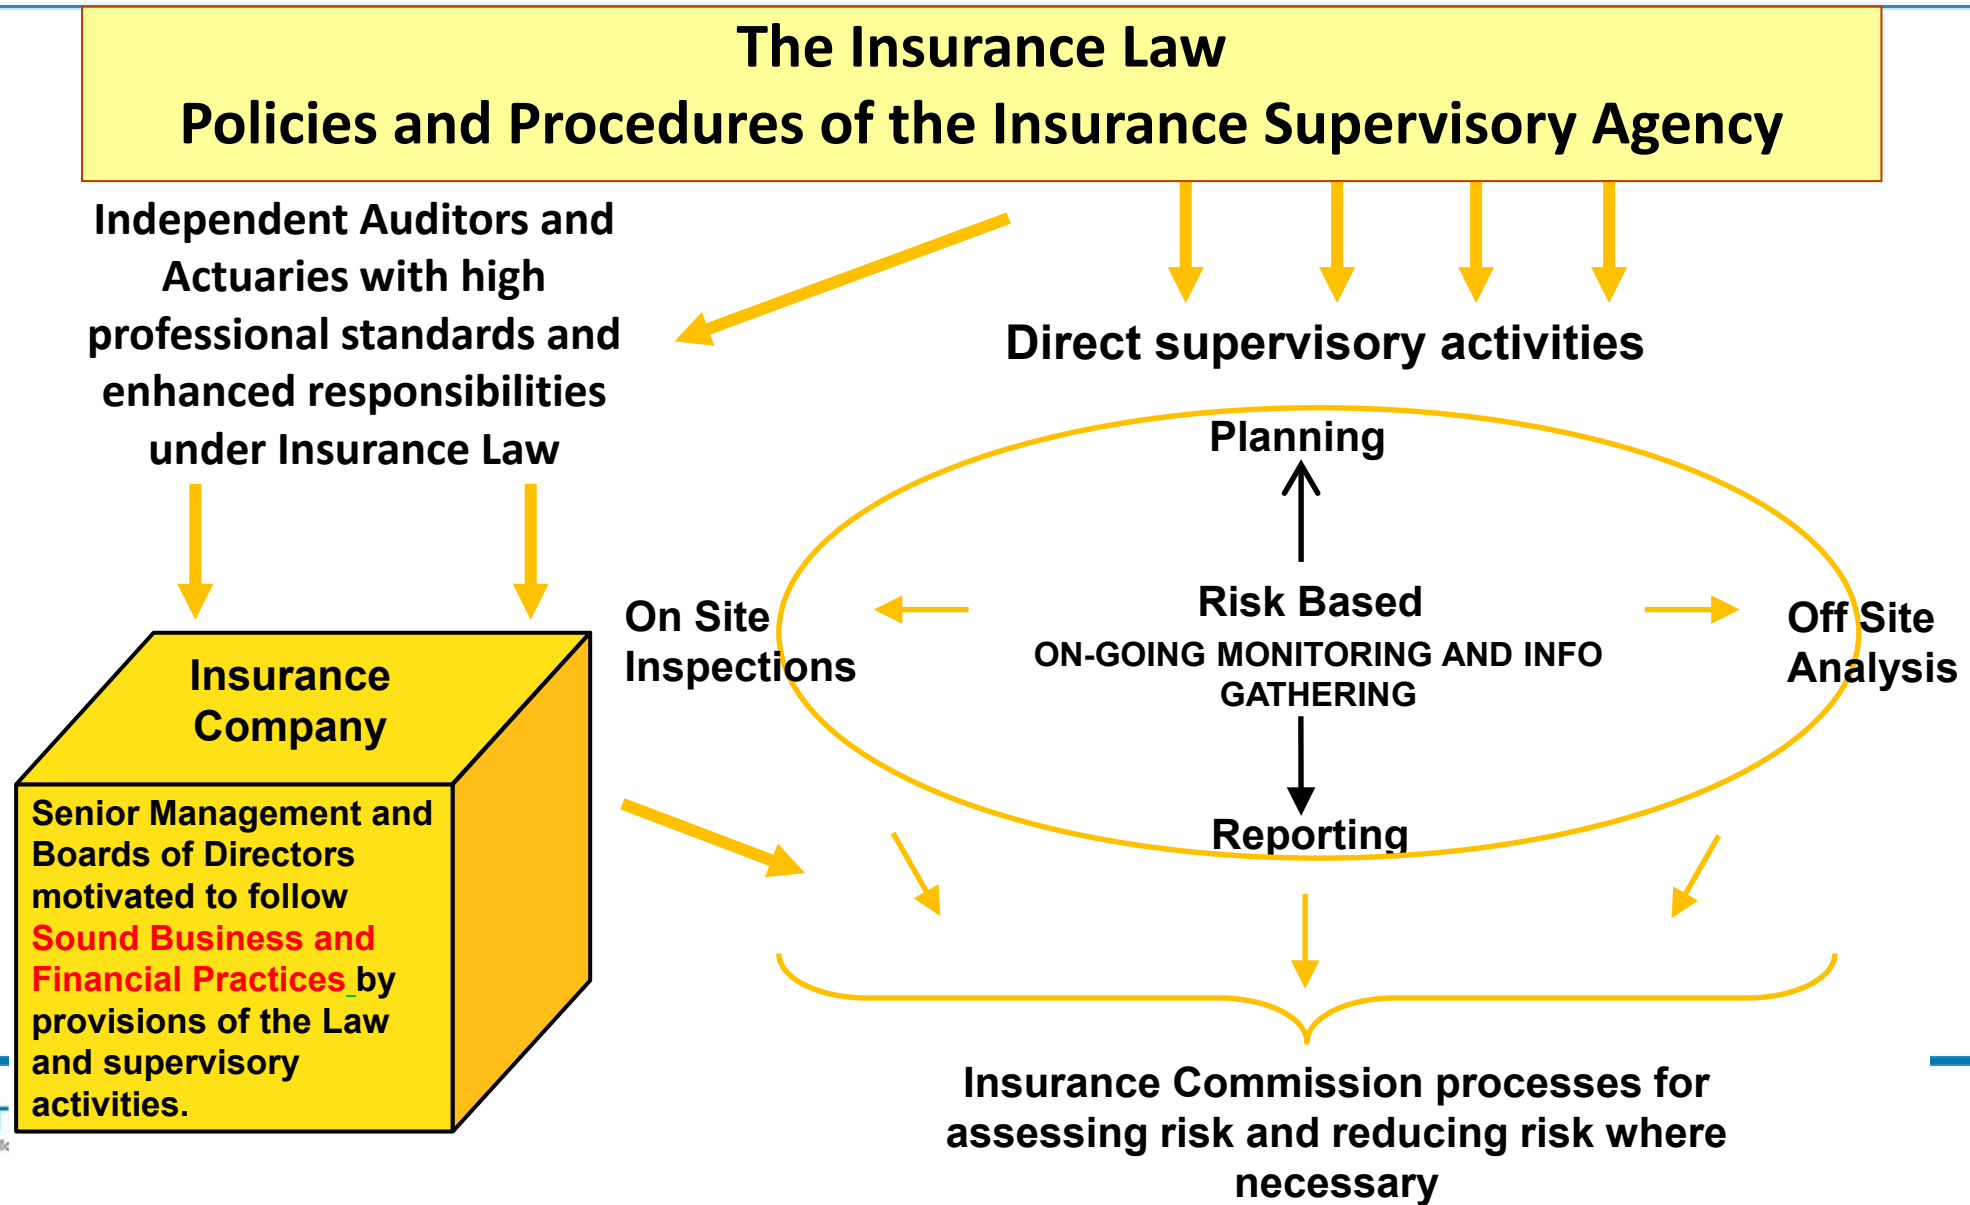 The Insurance Law
Policies and Procedures of the Insurance Supervisory Agency
Independent Auditors and
Actuaries with high
professional standards and
enhanced responsibilities
under Insurance Law
Direct supervisory activities
Planning
Risk Based
ON-GOING MONITORING AND INFO
GATHERING
On Site
Inspections
Off Site
Analysis
Reporting
Insurance
Company
Senior Management and
Boards of Directors
motivated to follow
Sound Business and
Financial Practices by
provisions of the Law
and supervisory
activities.
Insurance Commission processes for
assessing risk and reducing risk where
necessary